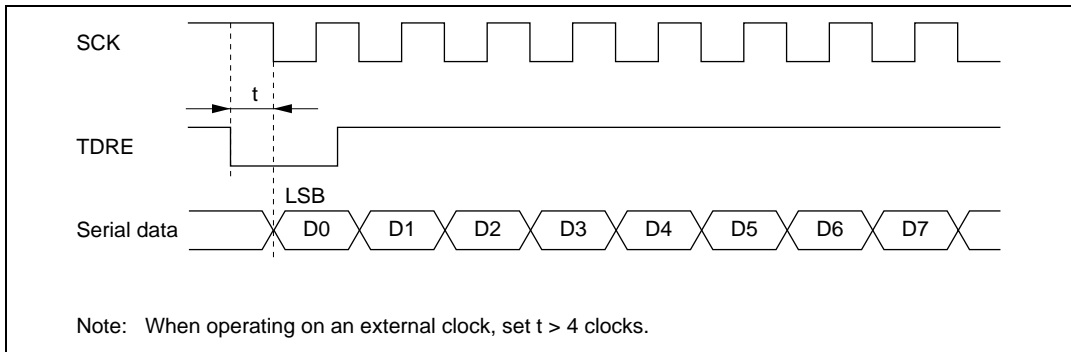 SCK
t
TDRE
LSB
Serial data
D0 D1 D2 D3 D4 D5 D6 D7
Note: When operating on an external clock, set t > 4 clocks.